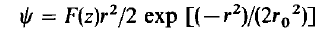 ψ = F(z)r²/2 exp [(−r²)/(2r₀²)]